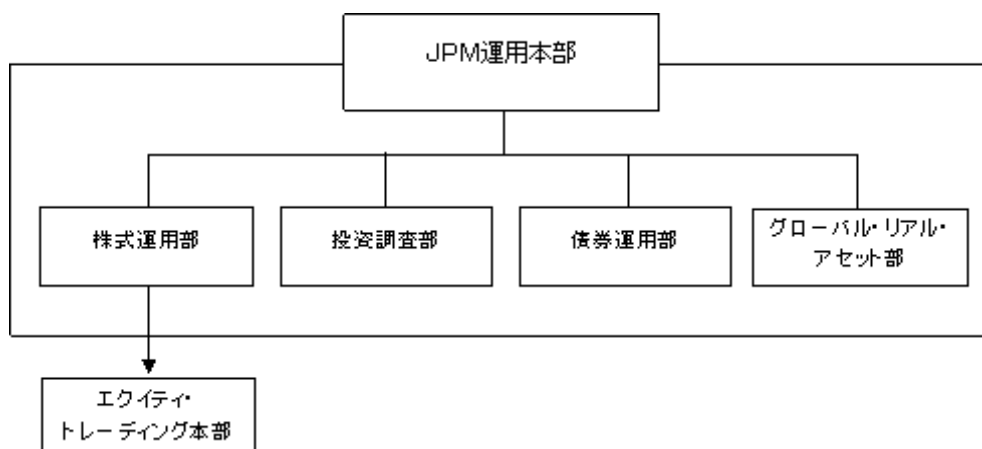 JPM運用本部
株式運用部
投資調査部
債券運用部
グローバル・リアル・
アセット部
エクイティ・
トレーディング本部